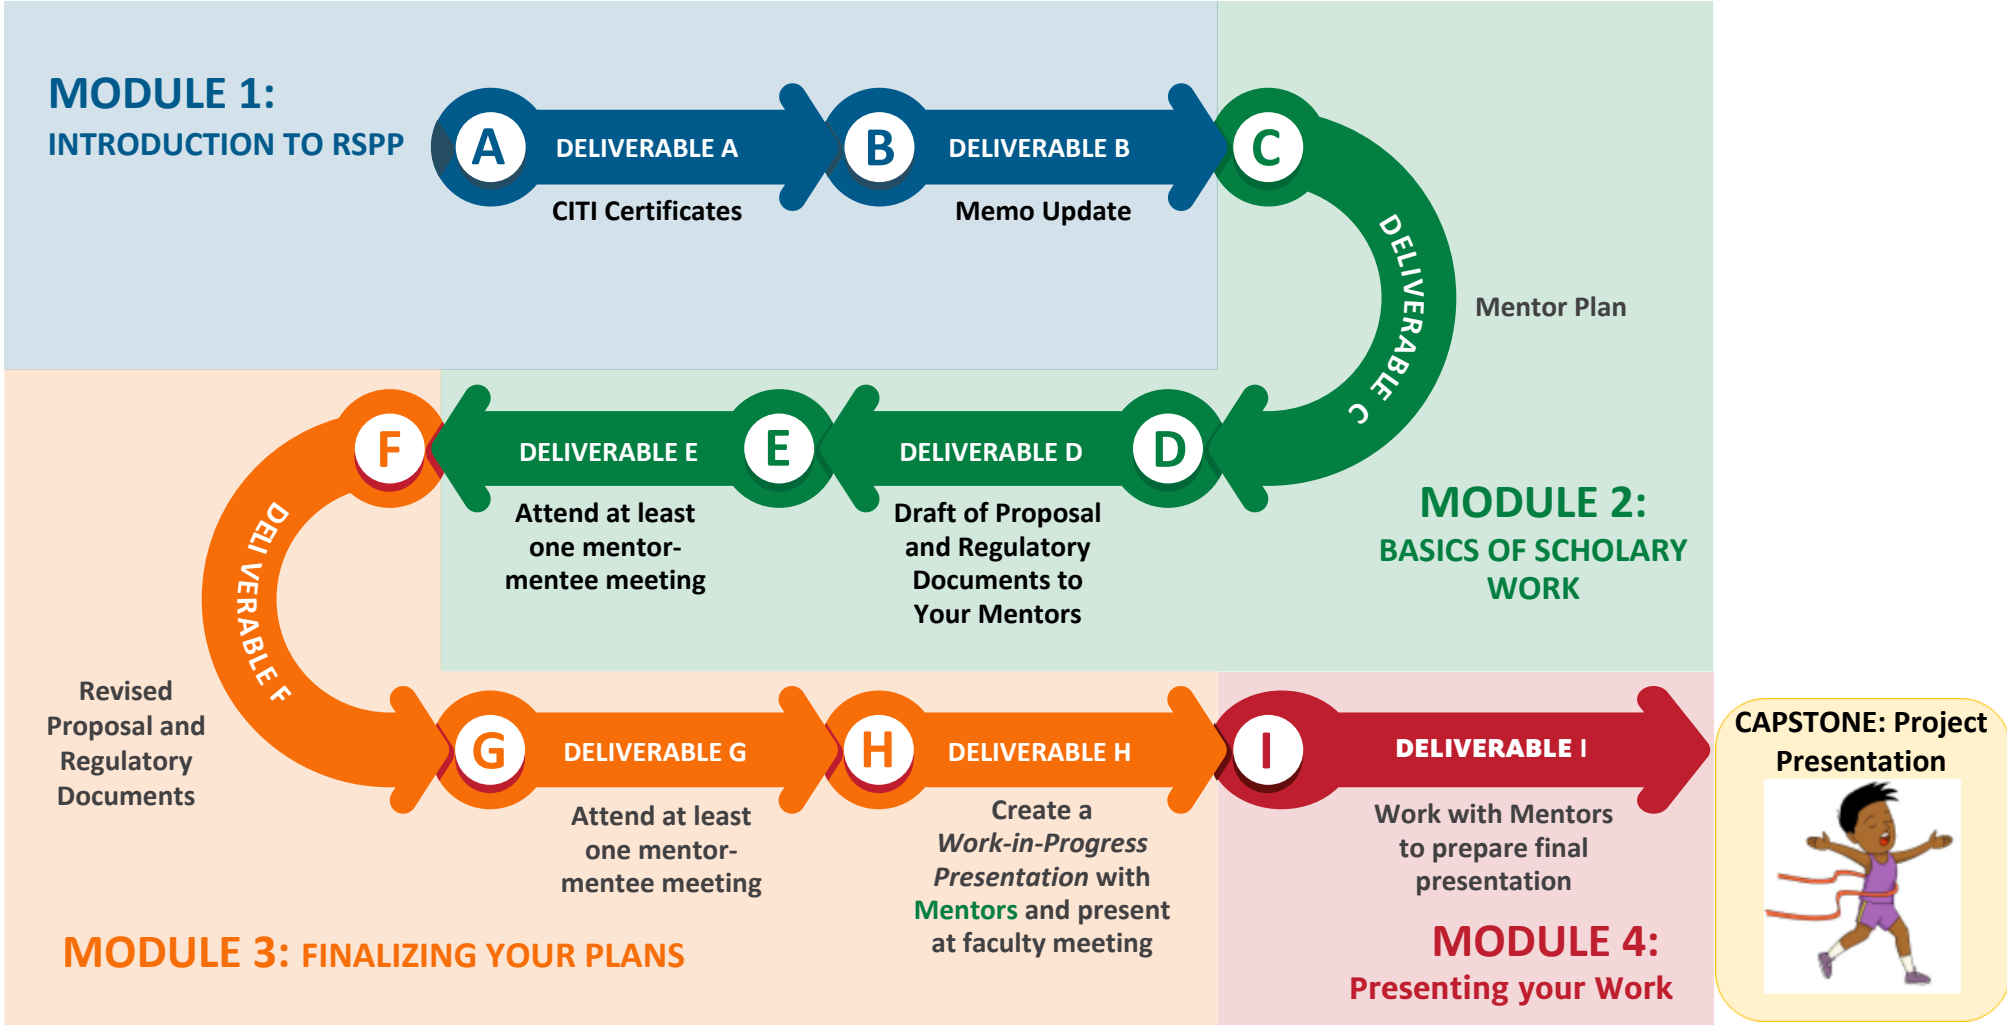 MODULE 1:
INTRODUCTION TO RSPP
A
DELIVERABLE A
CITI Certificates
B
DELIVERABLE B
Memo Update
C
DELIVERABLE C
Mentor Plan
MODULE 2:
BASICS OF SCHOLARY
WORK
D
DELIVERABLE D
Draft of Proposal
and Regulatory
Documents to
Your Mentors
E
DELIVERABLE E
Attend at least
one mentor-
mentee meeting
F
DELIVERABLE F
Revised
Proposal and
Regulatory
Documents
G
DELIVERABLE G
Attend at least
one mentor-
mentee meeting
H
DELIVERABLE H
Create a
Work-in-Progress
Presentation with
Mentors and present
at faculty meeting
MODULE 3: FINALIZING YOUR PLANS
I
DELIVERABLE I
Work with Mentors
to prepare final
presentation
MODULE 4:
Presenting your Work
CAPSTONE: Project
Presentation